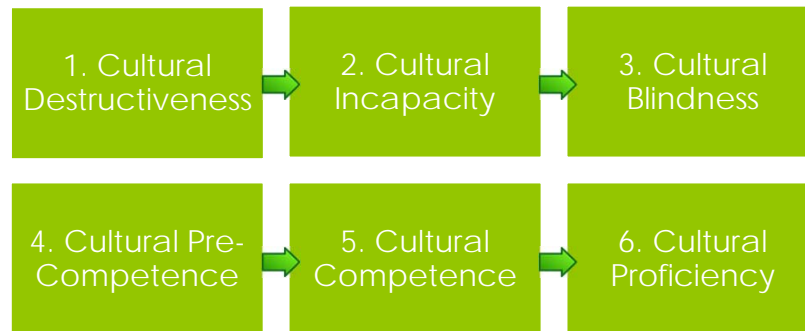 1. Cultural
Destructiveness
2. Cultural
Incapacity
3. Cultural
Blindness
4. Cultural Pre-
Competence
5. Cultural
Competence
6. Cultural
Proficiency